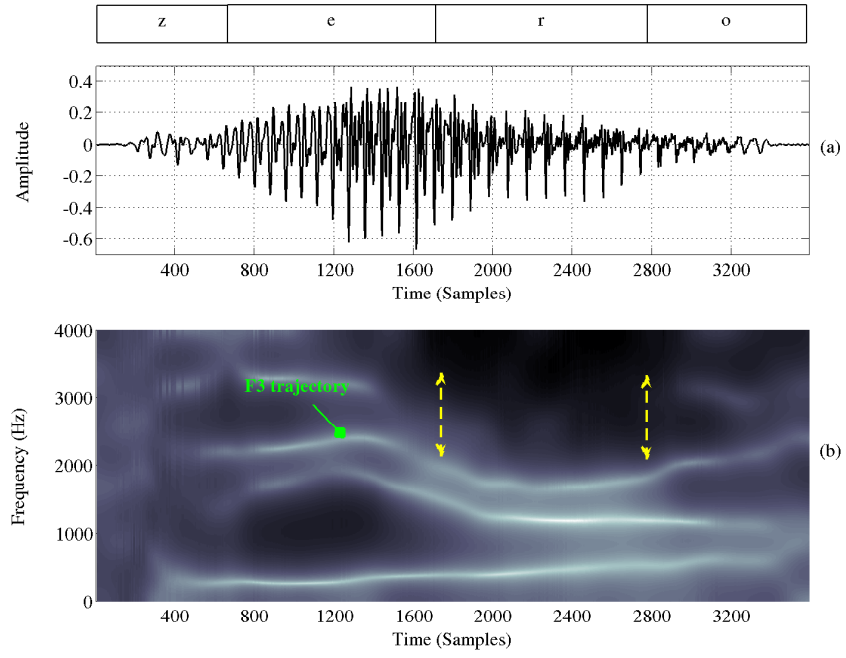 z e r o
0.4
0.2
0
-0.2
-0.4
-0.6
Amplitude
(a)
400 800 1200 1600 2000 2400 2800 3200
Time (Samples)
4000
3000
2000
1000
0
Frequency (Hz)
F3 trajectory
(b)
400 800 1200 1600 2000 2400 2800 3200
Time (Samples)